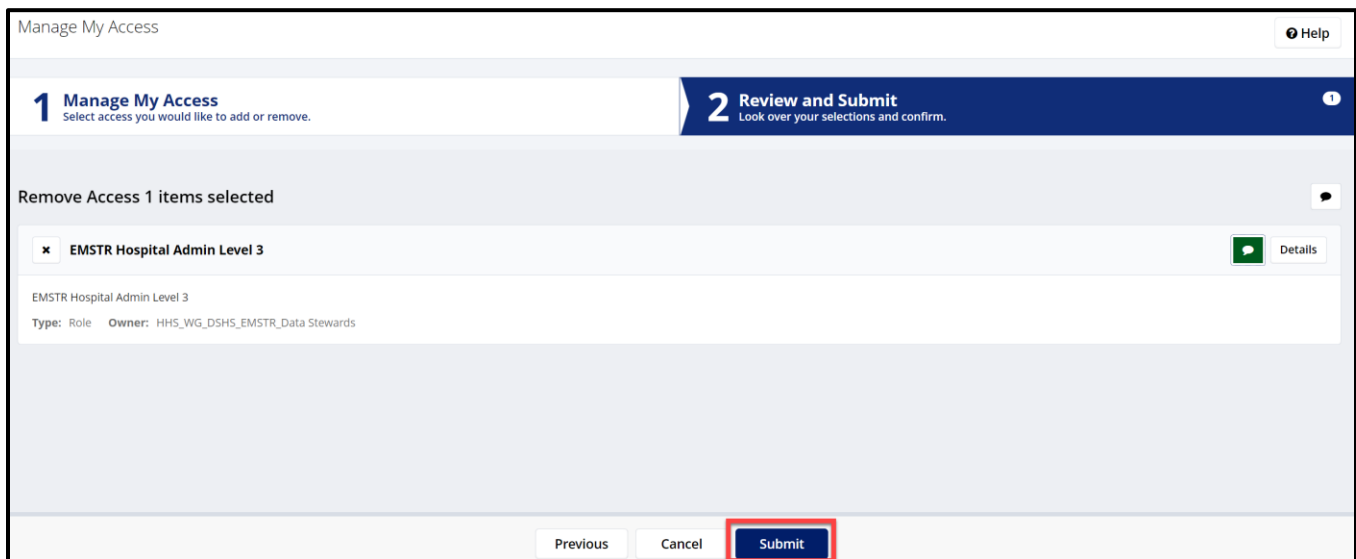 Manage My Access
Help
1 Manage My Access
Select access you would like to add or remove.
2 Review and Submit
Look over your selections and confirm.
1
Remove Access 1 items selected
EMSTR Hospital Admin Level 3
Details
EMSTR Hospital Admin Level 3
Type: Role Owner: HHS_WG_DSHS_EMSTR_Data Stewards
Previous Cancel Submit